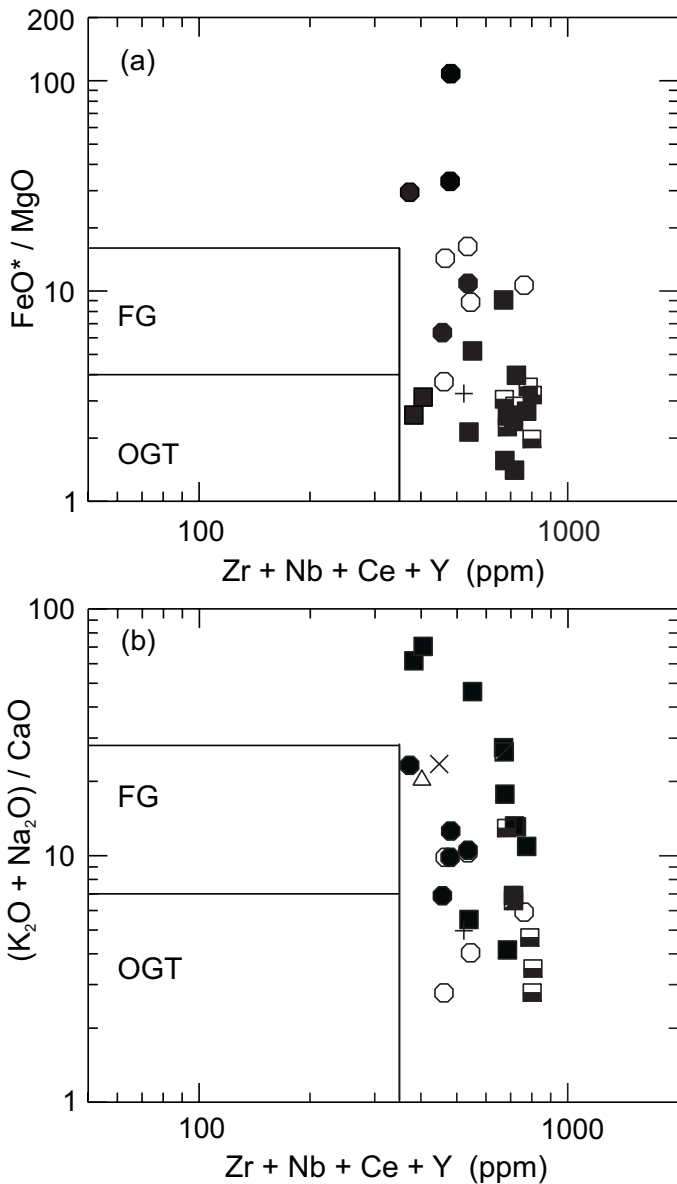 200
(a)
100
FeO* / MgO
FG
10
OGT
1
100
1000
Zr + Nb + Ce + Y (ppm)
100
(b)
(K₂O + Na₂O) / CaO
FG
10
OGT
1
100
1000
Zr + Nb + Ce + Y (ppm)